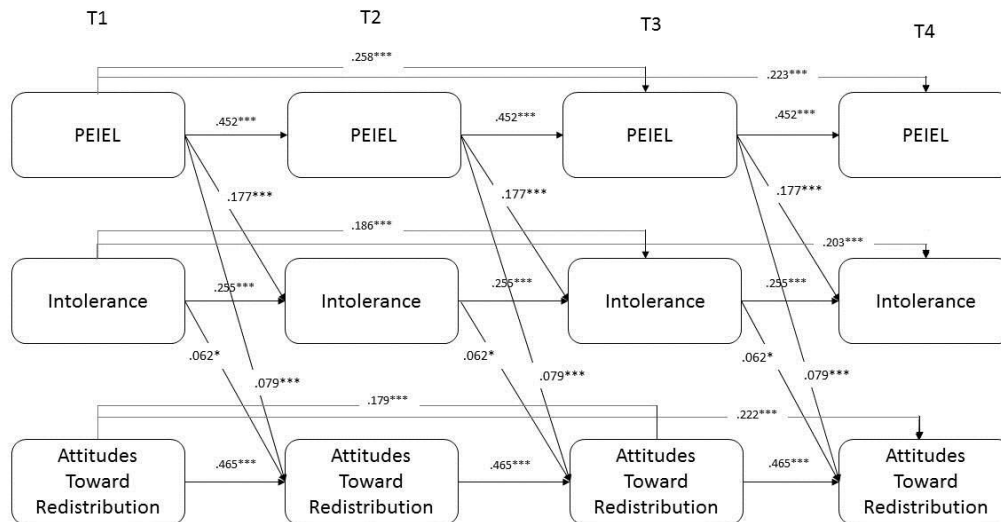 T1 T2 T3 T4
.258***
.223***
PEIEL .452*** PEIEL .452*** PEIEL .452*** PEIEL
.177*** .177*** .177***
.186***
.203***
Intolerance .255*** Intolerance .255*** Intolerance .255*** Intolerance
.062* .062* .062*
.079*** .079*** .079***
.179***
.222***
Attitudes Attitudes Attitudes Attitudes
Toward .465*** Toward .465*** Toward .465*** Toward
Redistribution Redistribution Redistribution Redistribution